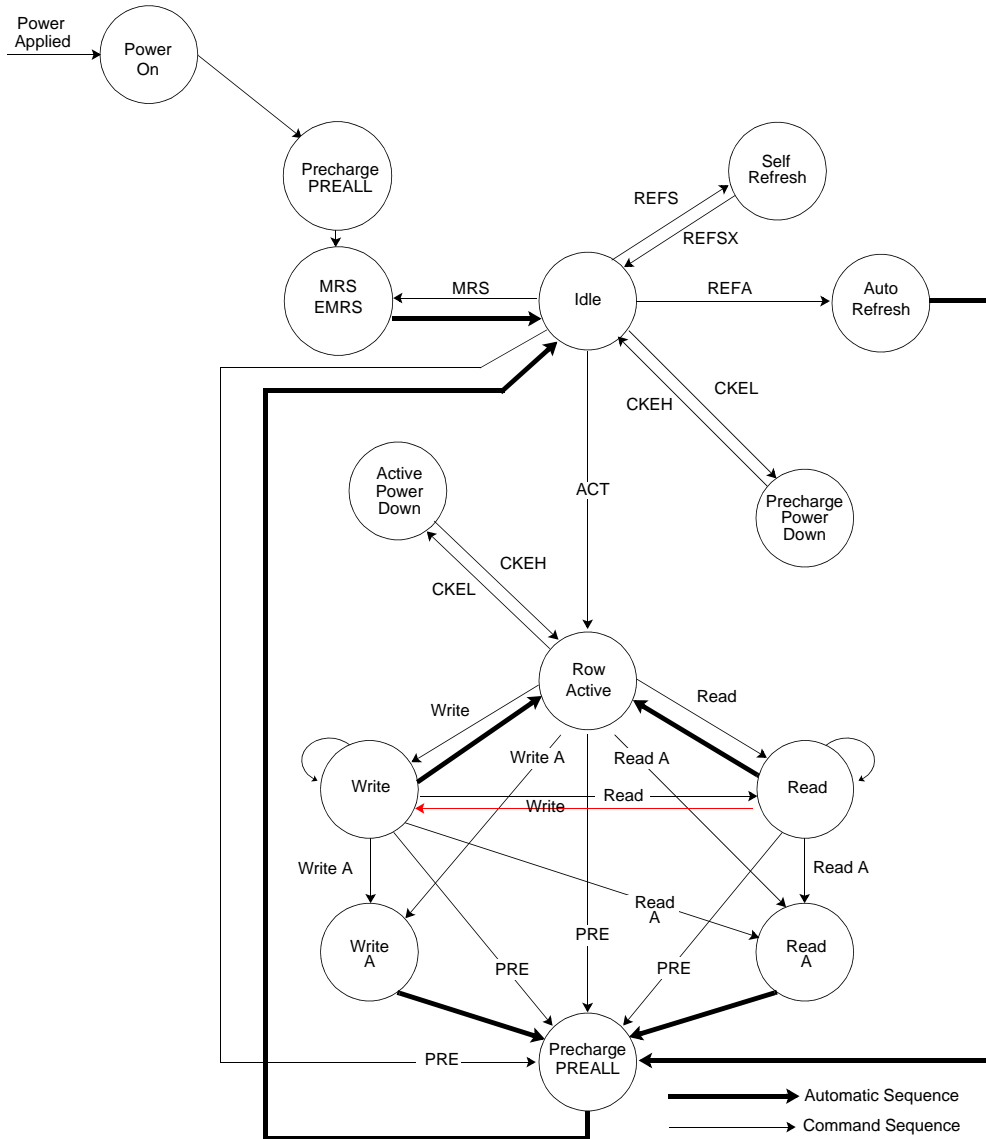 Power
Applied
Power
On
Precharge
PREALL
Self
Refresh
REFS
REFSX
MRS
EMRS
MRS
Idle
REFA
Auto
Refresh
CKEL
CKEH
Active
Power
Down
ACT
Precharge
Power
Down
CKEH
CKEL
Row
Active
Write
Read
Write A
Read A
Write
Read
Read
Write
Write A
Read A
Read
A
Write
A
PRE
Read
A
PRE
PRE
Precharge
PREALL
PRE
Automatic Sequence
Command Sequence